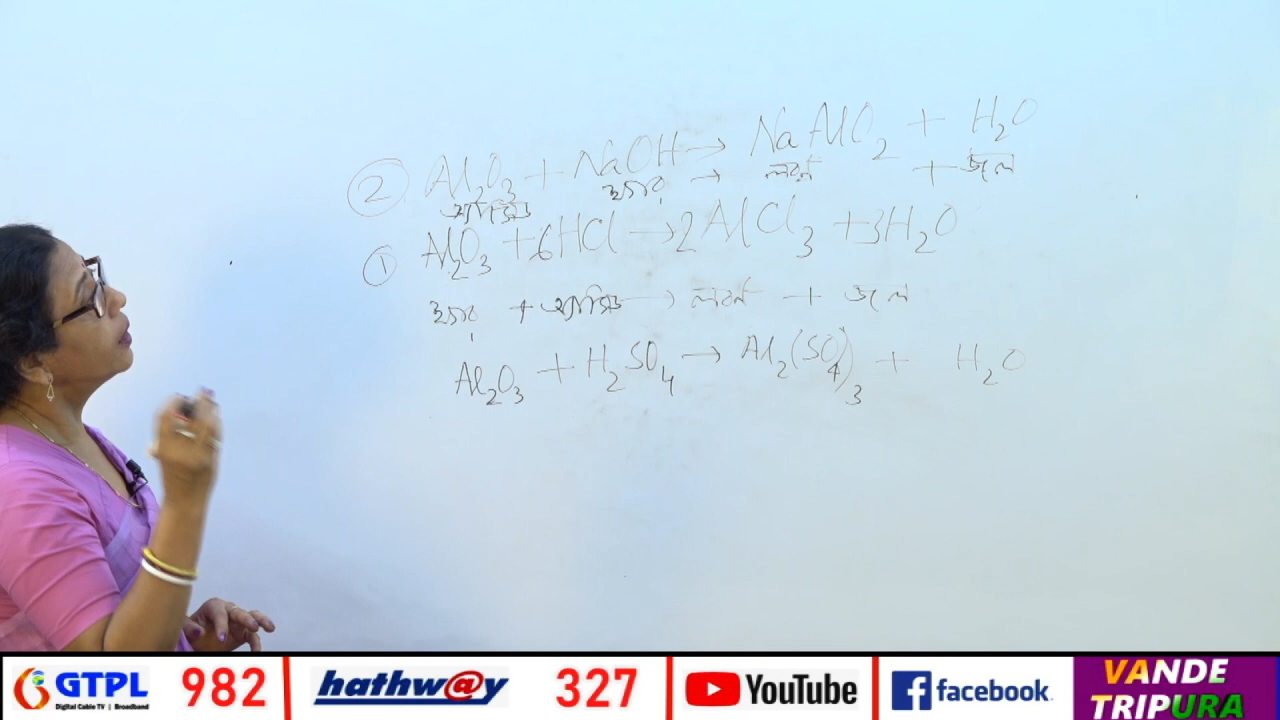 ② Al₂O₃ + NaOH → NaAlO₂ + H₂O
অ্যাসিড ক্ষার → লবণ + জল
① Al₂O₃ + 6HCl → 2AlCl₃ + 3H₂O
ক্ষার + অ্যাসিড → লবণ + জল
Al₂O₃ + H₂SO₄ → Al₂(SO₄)₃ + H₂O
GTPL 982 hathw@y 327 YouTube facebook. VANDE
Digital Cable TV | Broadband TRIPURA